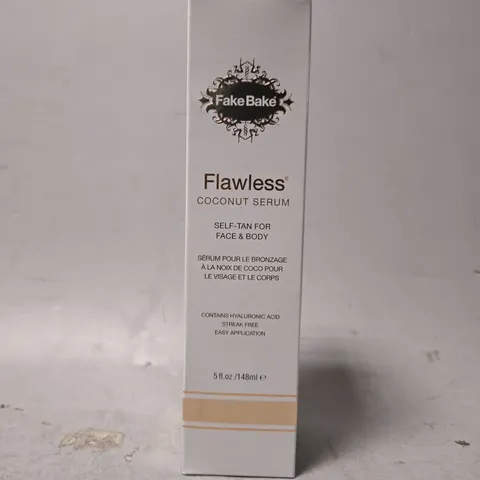 Fake Bake
Flawless®
COCONUT SERUM
SELF-TAN FOR
FACE & BODY
SÉRUM POUR LE BRONZAGE
À LA NOIX DE COCO POUR
LE VISAGE ET LE CORPS
CONTAINS HYALURONIC ACID
STREAK FREE
EASY APPLICATION
5 fl.oz /148ml ℮